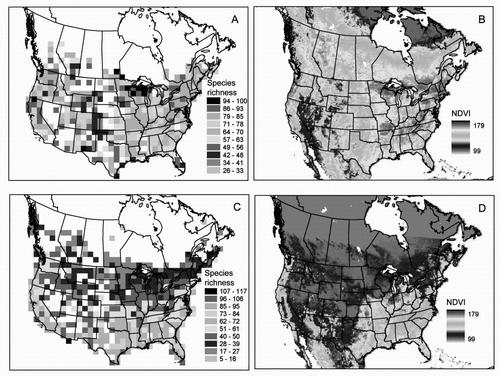 A
Species
richness
94 - 100
86 - 93
79 - 85
71 - 78
64 - 70
57 - 63
49 - 56
42 - 48
34 - 41
26 - 33
B
NDVI
179
99
C
Species
richness
107 - 117
96 - 106
85 - 95
73 - 84
62 - 72
51 - 61
40 - 50
28 - 39
17 - 27
5 - 16
D
NDVI
179
99